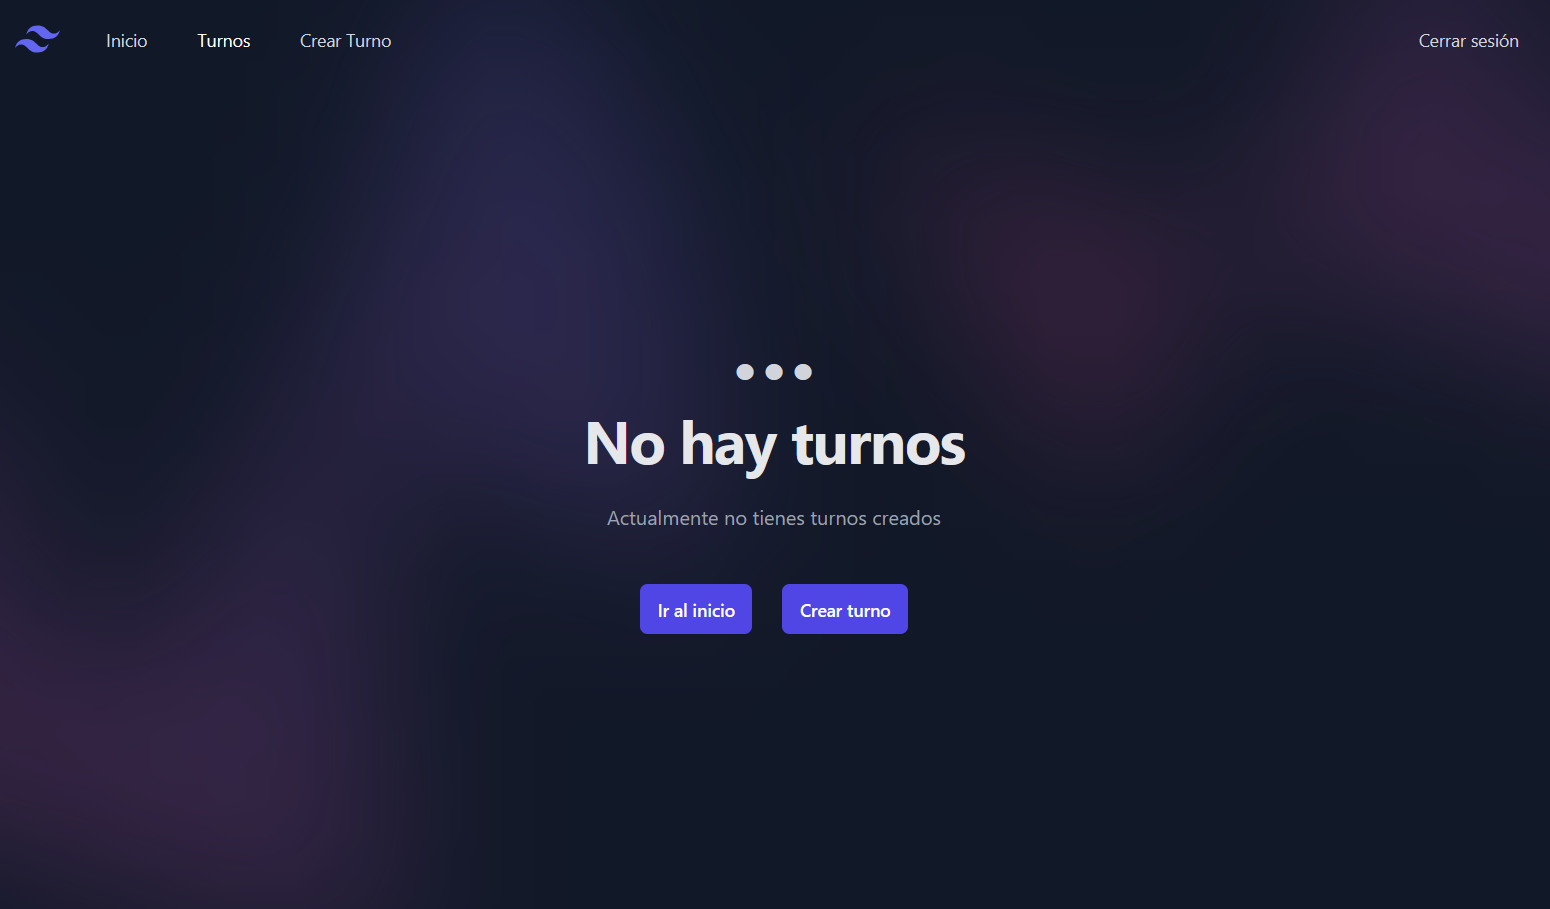 Inicio Turnos Crear Turno Cerrar sesión
No hay turnos
Actualmente no tienes turnos creados
Ir al inicio Crear turno